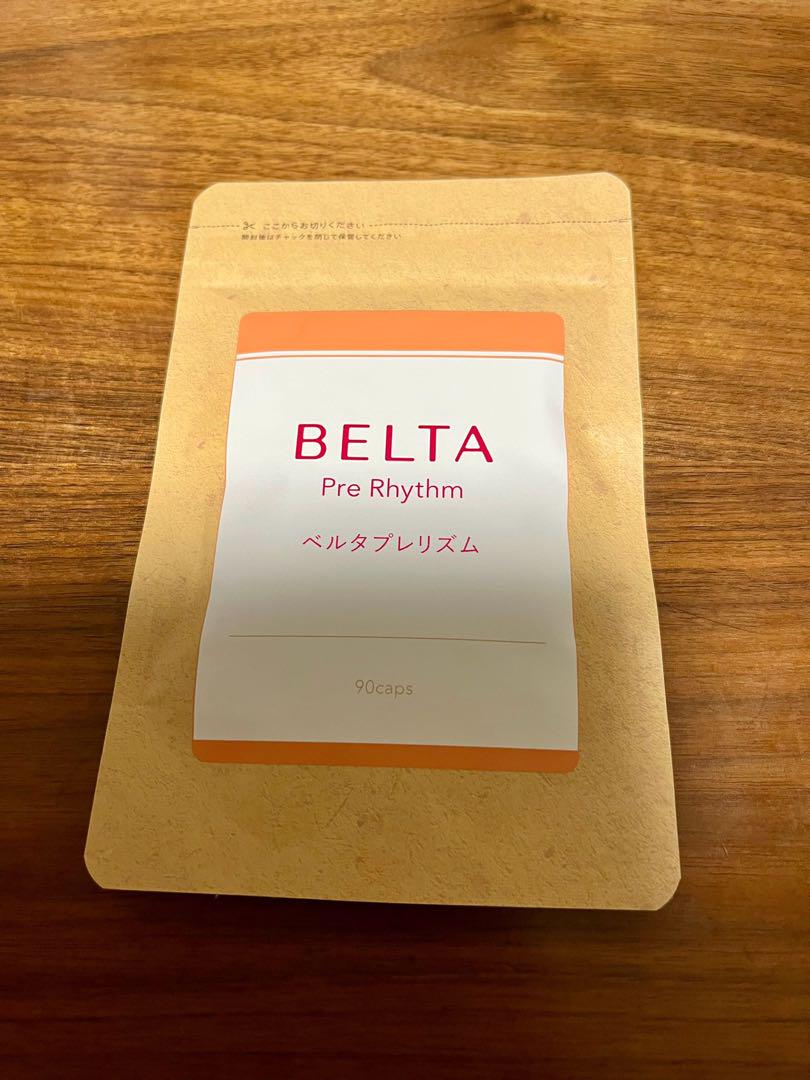 ここからお切りください
開封後はチャックを閉じて保管してください
BELTA
Pre Rhythm
ベルタプレリズム
90caps